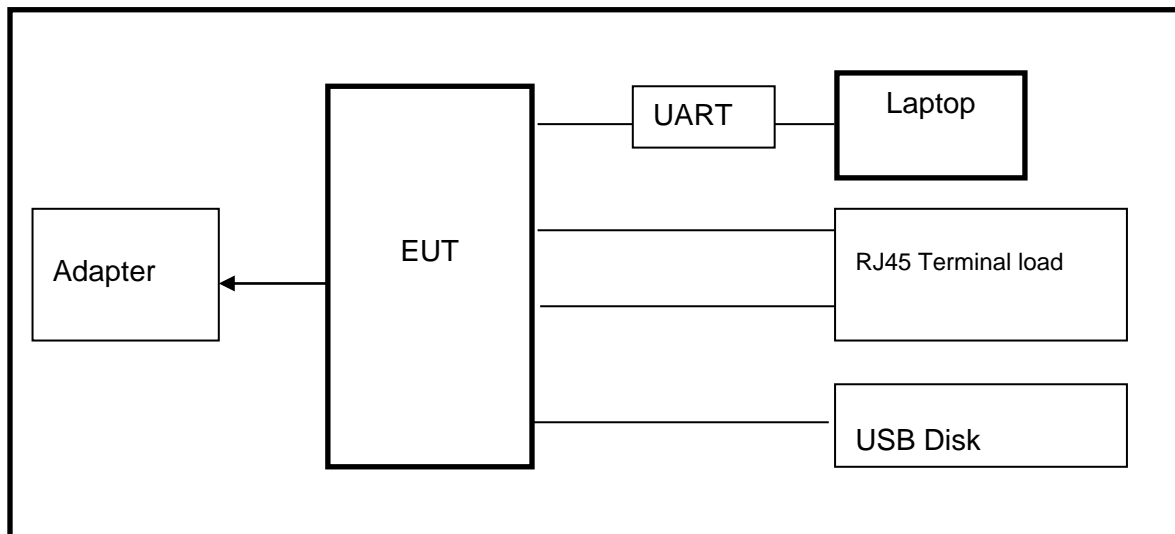 UART
Laptop
Adapter
EUT
RJ45 Terminal load
USB Disk